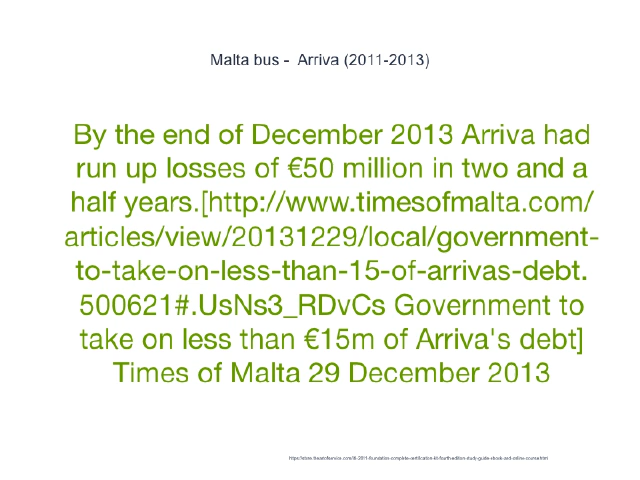 Malta bus -  Arriva (2011-2013)
By the end of December 2013 Arriva had
run up losses of €50 million in two and a
half years.[http://www.timesofmalta.com/
articles/view/20131229/local/government-
to-take-on-less-than-15-of-arrivas-debt.
500621#.UsNs3_RDvCs Government to
take on less than €15m of Arriva's debt]
Times of Malta 29 December 2013